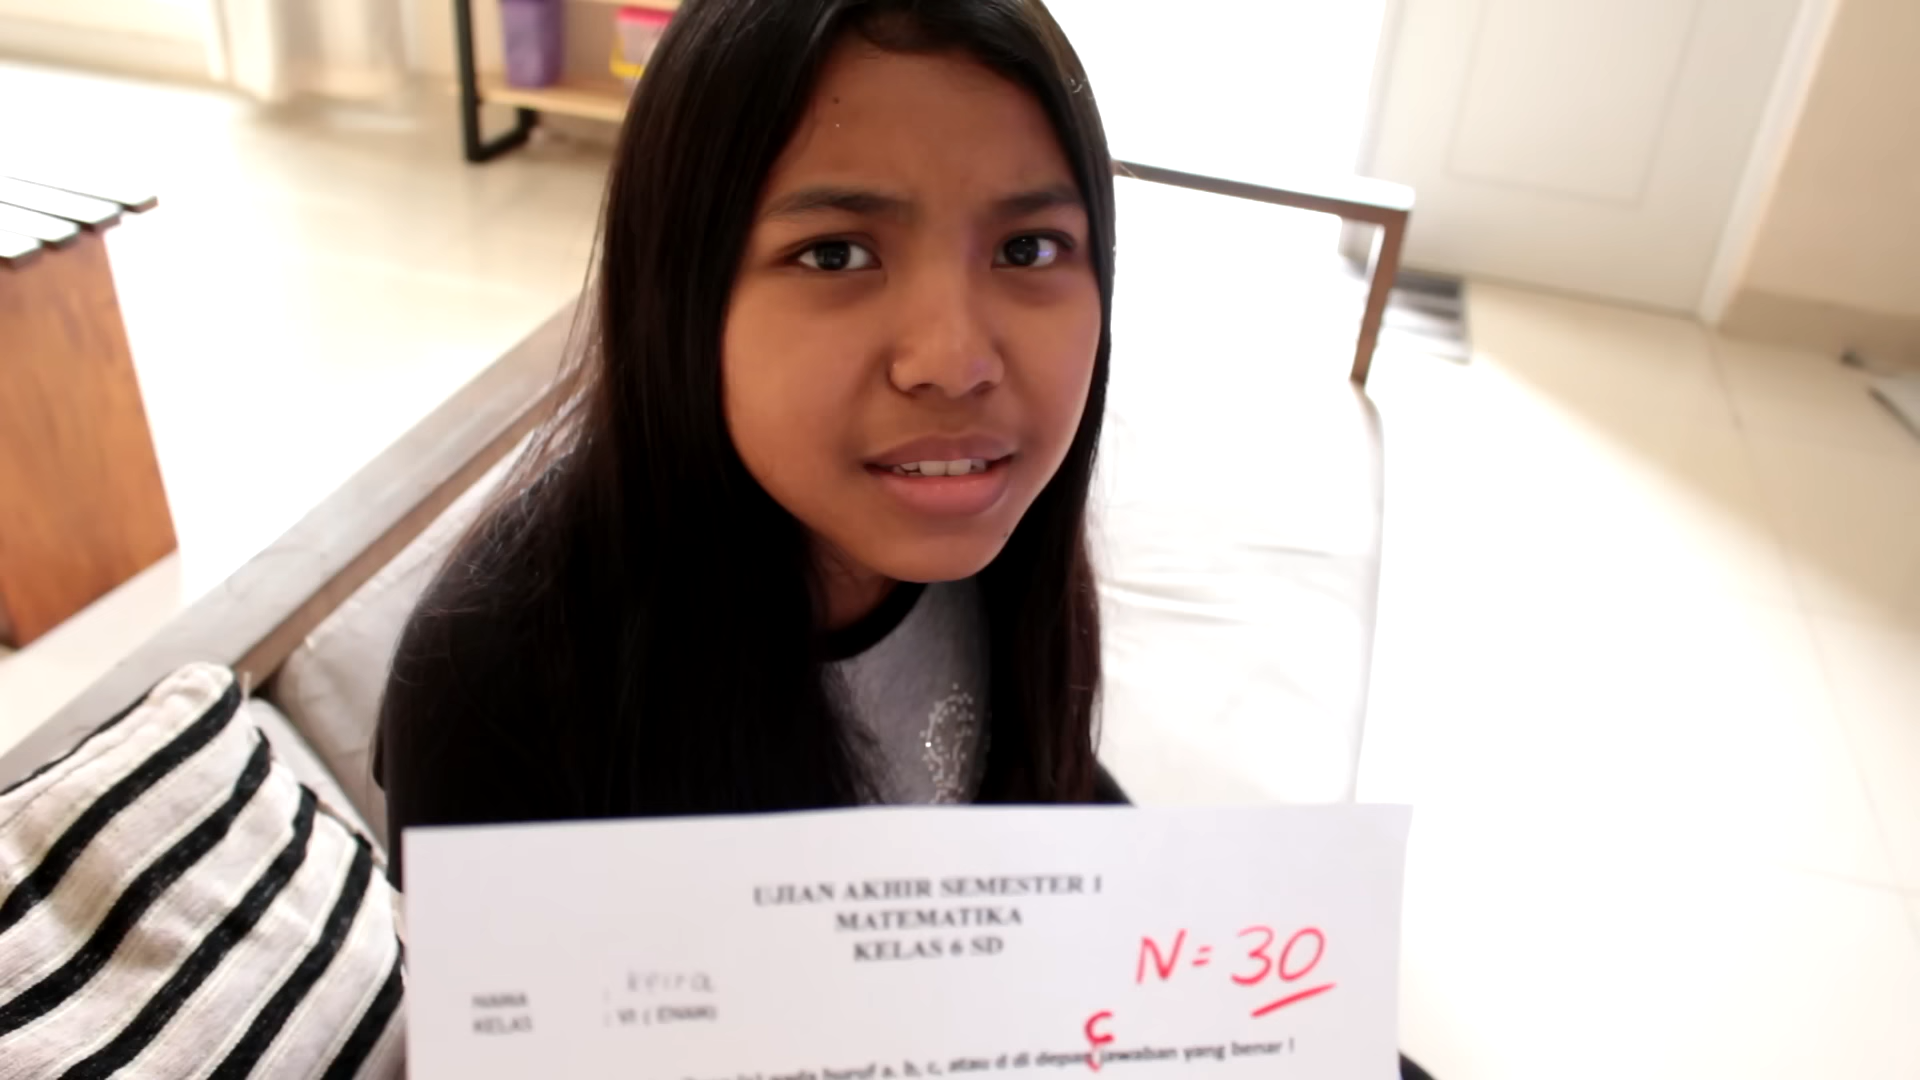 UJIAN AKHIR SEMESTER 1
MATEMATIKA
KELAS 6 SD
N = 30
NAMA : keira
KELAS : VI ( ENAM)
c
pada huruf a, b, c, atau d di depan jawaban yang benar !